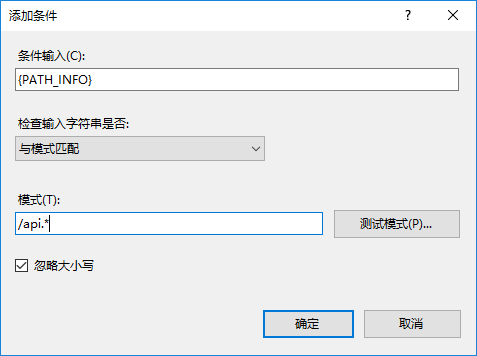 添加条件
条件输入(C):
{PATH_INFO}
检查输入字符串是否:
与模式匹配
模式(T):
/api.*
测试模式(P)...
忽略大小写
确定
取消